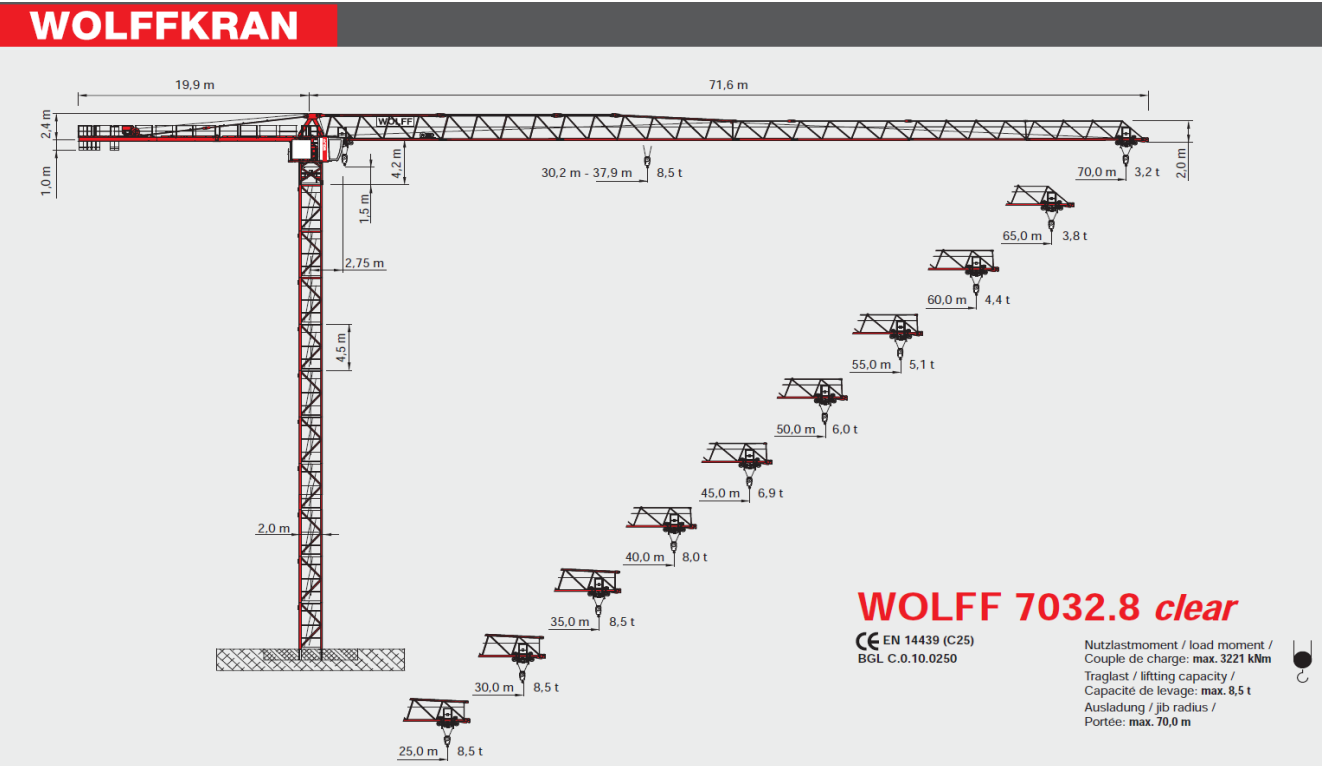 WOLFFKRAN
19,9 m
71,6 m
2,4 m
WOLFF
1,0 m
4,2 m
1,5 m
30,2 m - 37,9 m 8,5 t
70,0 m 3,2 t
2,0 m
2,75 m
65,0 m 3,8 t
60,0 m 4,4 t
4,5 m
55,0 m 5,1 t
50,0 m 6,0 t
45,0 m 6,9 t
2,0 m
40,0 m 8,0 t
35,0 m 8,5 t
30,0 m 8,5 t
25,0 m 8,5 t
WOLFF 7032.8 clear
CE EN 14439 (C25)
BGL C.0.10.0250
Nutzlastmoment / load moment /
Couple de charge: max. 3221 kNm
Traglast / liftting capacity /
Capacité de levage: max. 8,5 t
Ausladung / jib radius /
Portée: max. 70,0 m